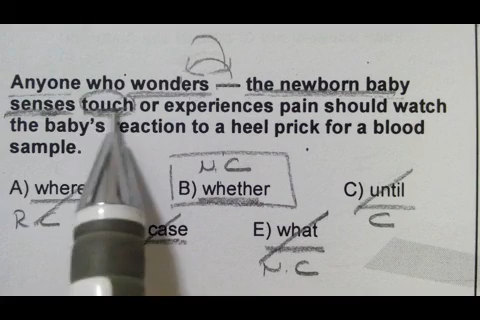 Anyone who wonders — the newborn baby
senses touch or experiences pain should watch
the baby's reaction to a heel prick for a blood
sample.
N.C
A) where B) whether C) until
R C C
case E) what
N.C